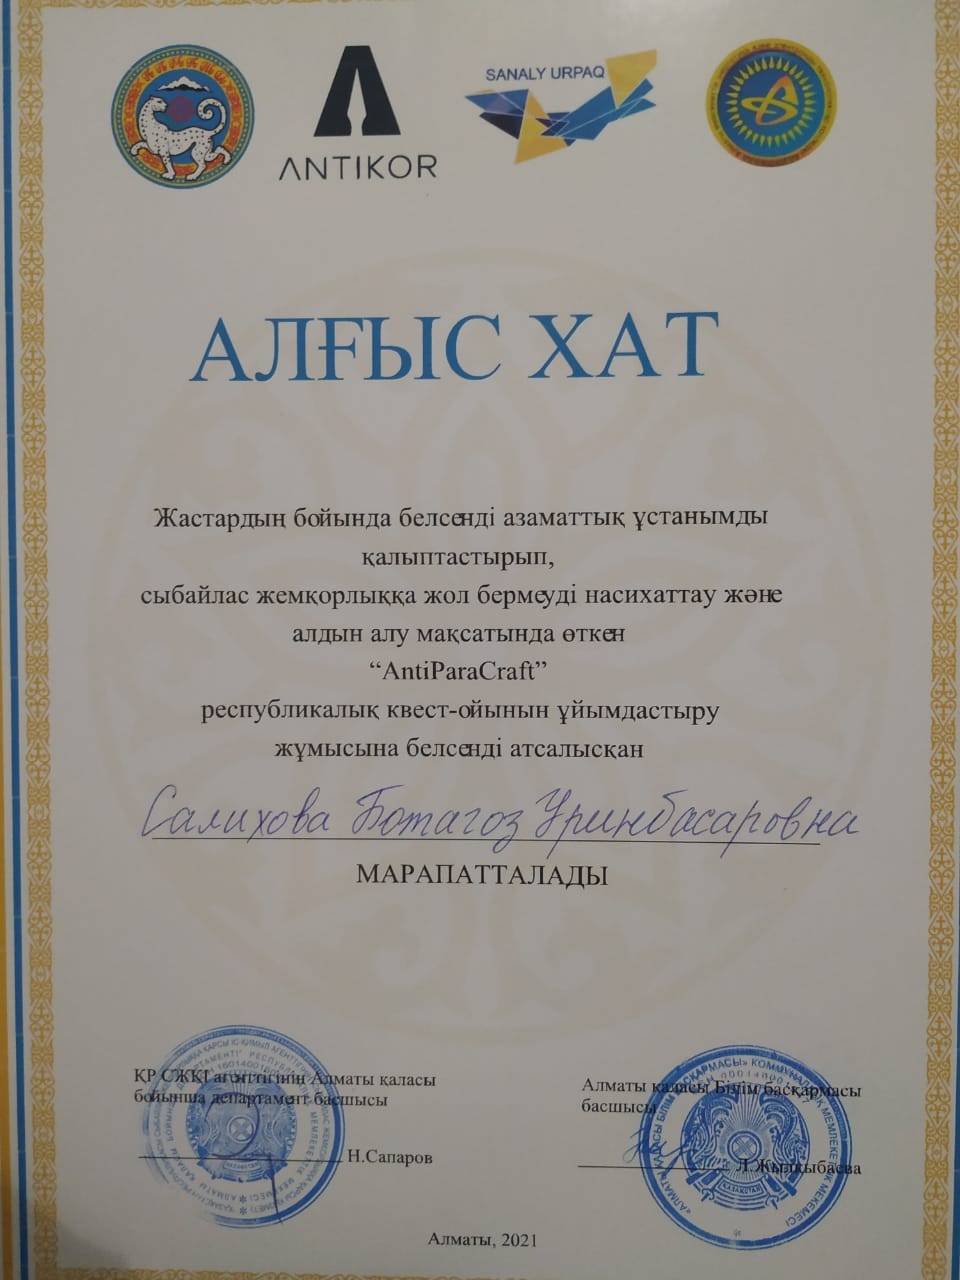 ANTIKOR
SANALY URPAQ
АЛҒЫС ХАТ
Жастардың бойында белсенді азаматтық ұстанымды
қалыптастырып,
сыбайлас жемқорлыққа жол бермеуді насихаттау және
алдын алу мақсатында өткен
“AntiParaCraft”
республикалық квест-ойынын ұйымдастыру
жұмысына белсенді атсалысқан
Салихова Ботагоз Уринбасаровна
МАРАПАТТАЛАДЫ
ҚР СЖҚІ агенттігінің Алматы қаласы
бойынша департамент басшысы
Н.Сапаров
Алматы қаласы Білім басқармасы
басшысы
Л.Жылқыбаева
ҚАЗАҚСТАН
Алматы, 2021